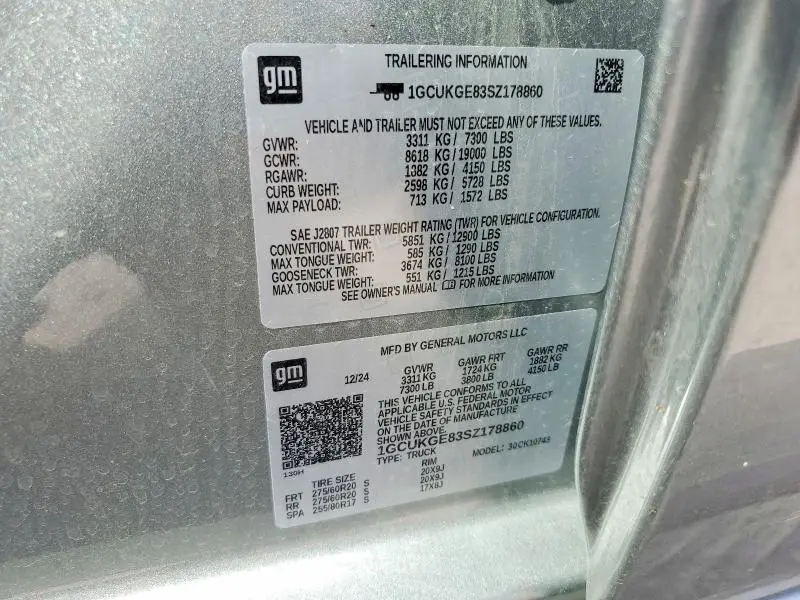 gm
TRAILERING INFORMATION
1GCUKGE83SZ178860
VEHICLE AND TRAILER MUST NOT EXCEED ANY OF THESE VALUES.
GVWR: 3311 KG / 7300 LBS
GCWR: 8618 KG / 19000 LBS
RGAWR: 1882 KG / 4150 LBS
CURB WEIGHT: 2598 KG / 5728 LBS
MAX PAYLOAD: 713 KG / 1572 LBS
SAE J2807 TRAILER WEIGHT RATING (TWR) FOR VEHICLE CONFIGURATION.
CONVENTIONAL TWR: 5851 KG / 12900 LBS
MAX TONGUE WEIGHT: 585 KG / 1290 LBS
GOOSENECK TWR: 3674 KG / 8100 LBS
MAX TONGUE WEIGHT: 551 KG / 1215 LBS
SEE OWNER'S MANUAL FOR MORE INFORMATION
gm
MFD BY GENERAL MOTORS LLC
12/24
GVWR GAWR FRT GAWR RR
3311 KG 1724 KG 1882 KG
7300 LB 3800 LB 4150 LB
THIS VEHICLE CONFORMS TO ALL
APPLICABLE U.S. FEDERAL MOTOR
VEHICLE SAFETY STANDARDS IN EFFECT
ON THE DATE OF MANUFACTURE
SHOWN ABOVE.
1GCUKGE83SZ178860
TYPE: TRUCK MODEL: 30CK10743
130H
TIRE SIZE RIM
FRT 275/60R20 S 20X9J
RR 275/60R20 S 20X9J
SPA 255/80R17 S 17X8J